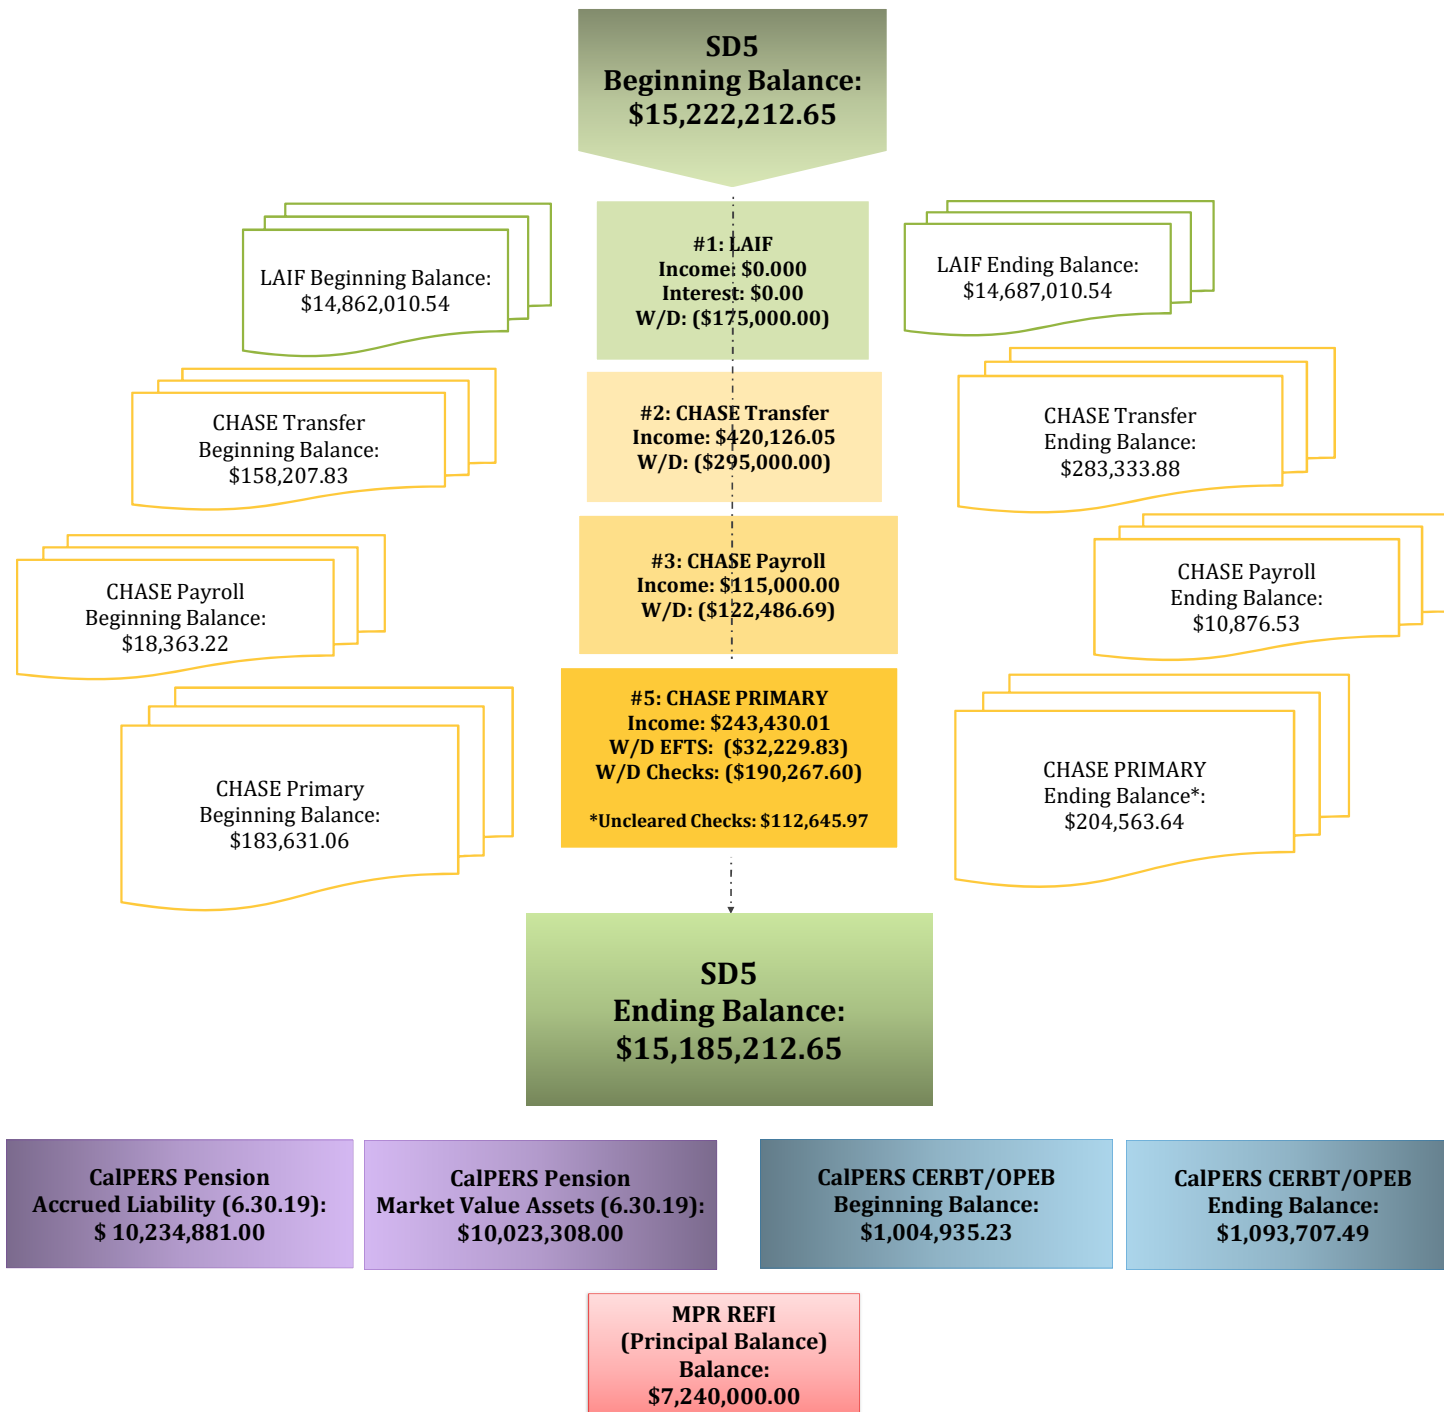 SD5
Beginning Balance:
$15,222,212.65
LAIF Beginning Balance:
$14,862,010.54
#1: LAIF
Income: $0.000
Interest: $0.00
W/D: ($175,000.00)
LAIF Ending Balance:
$14,687,010.54
CHASE Transfer
Beginning Balance:
$158,207.83
#2: CHASE Transfer
Income: $420,126.05
W/D: ($295,000.00)
CHASE Transfer
Ending Balance:
$283,333.88
CHASE Payroll
Beginning Balance:
$18,363.22
#3: CHASE Payroll
Income: $115,000.00
W/D: ($122,486.69)
CHASE Payroll
Ending Balance:
$10,876.53
CHASE Primary
Beginning Balance:
$183,631.06
#5: CHASE PRIMARY
Income: $243,430.01
W/D EFTS:  ($32,229.83)
W/D Checks: ($190,267.60)
*Uncleared Checks: $112,645.97
CHASE PRIMARY
Ending Balance*:
$204,563.64
SD5
Ending Balance:
$15,185,212.65
CalPERS Pension
Accrued Liability (6.30.19):
$ 10,234,881.00
CalPERS Pension
Market Value Assets (6.30.19):
$10,023,308.00
CalPERS CERBT/OPEB
Beginning Balance:
$1,004,935.23
CalPERS CERBT/OPEB
Ending Balance:
$1,093,707.49
MPR REFI
(Principal Balance)
Balance:
$7,240,000.00